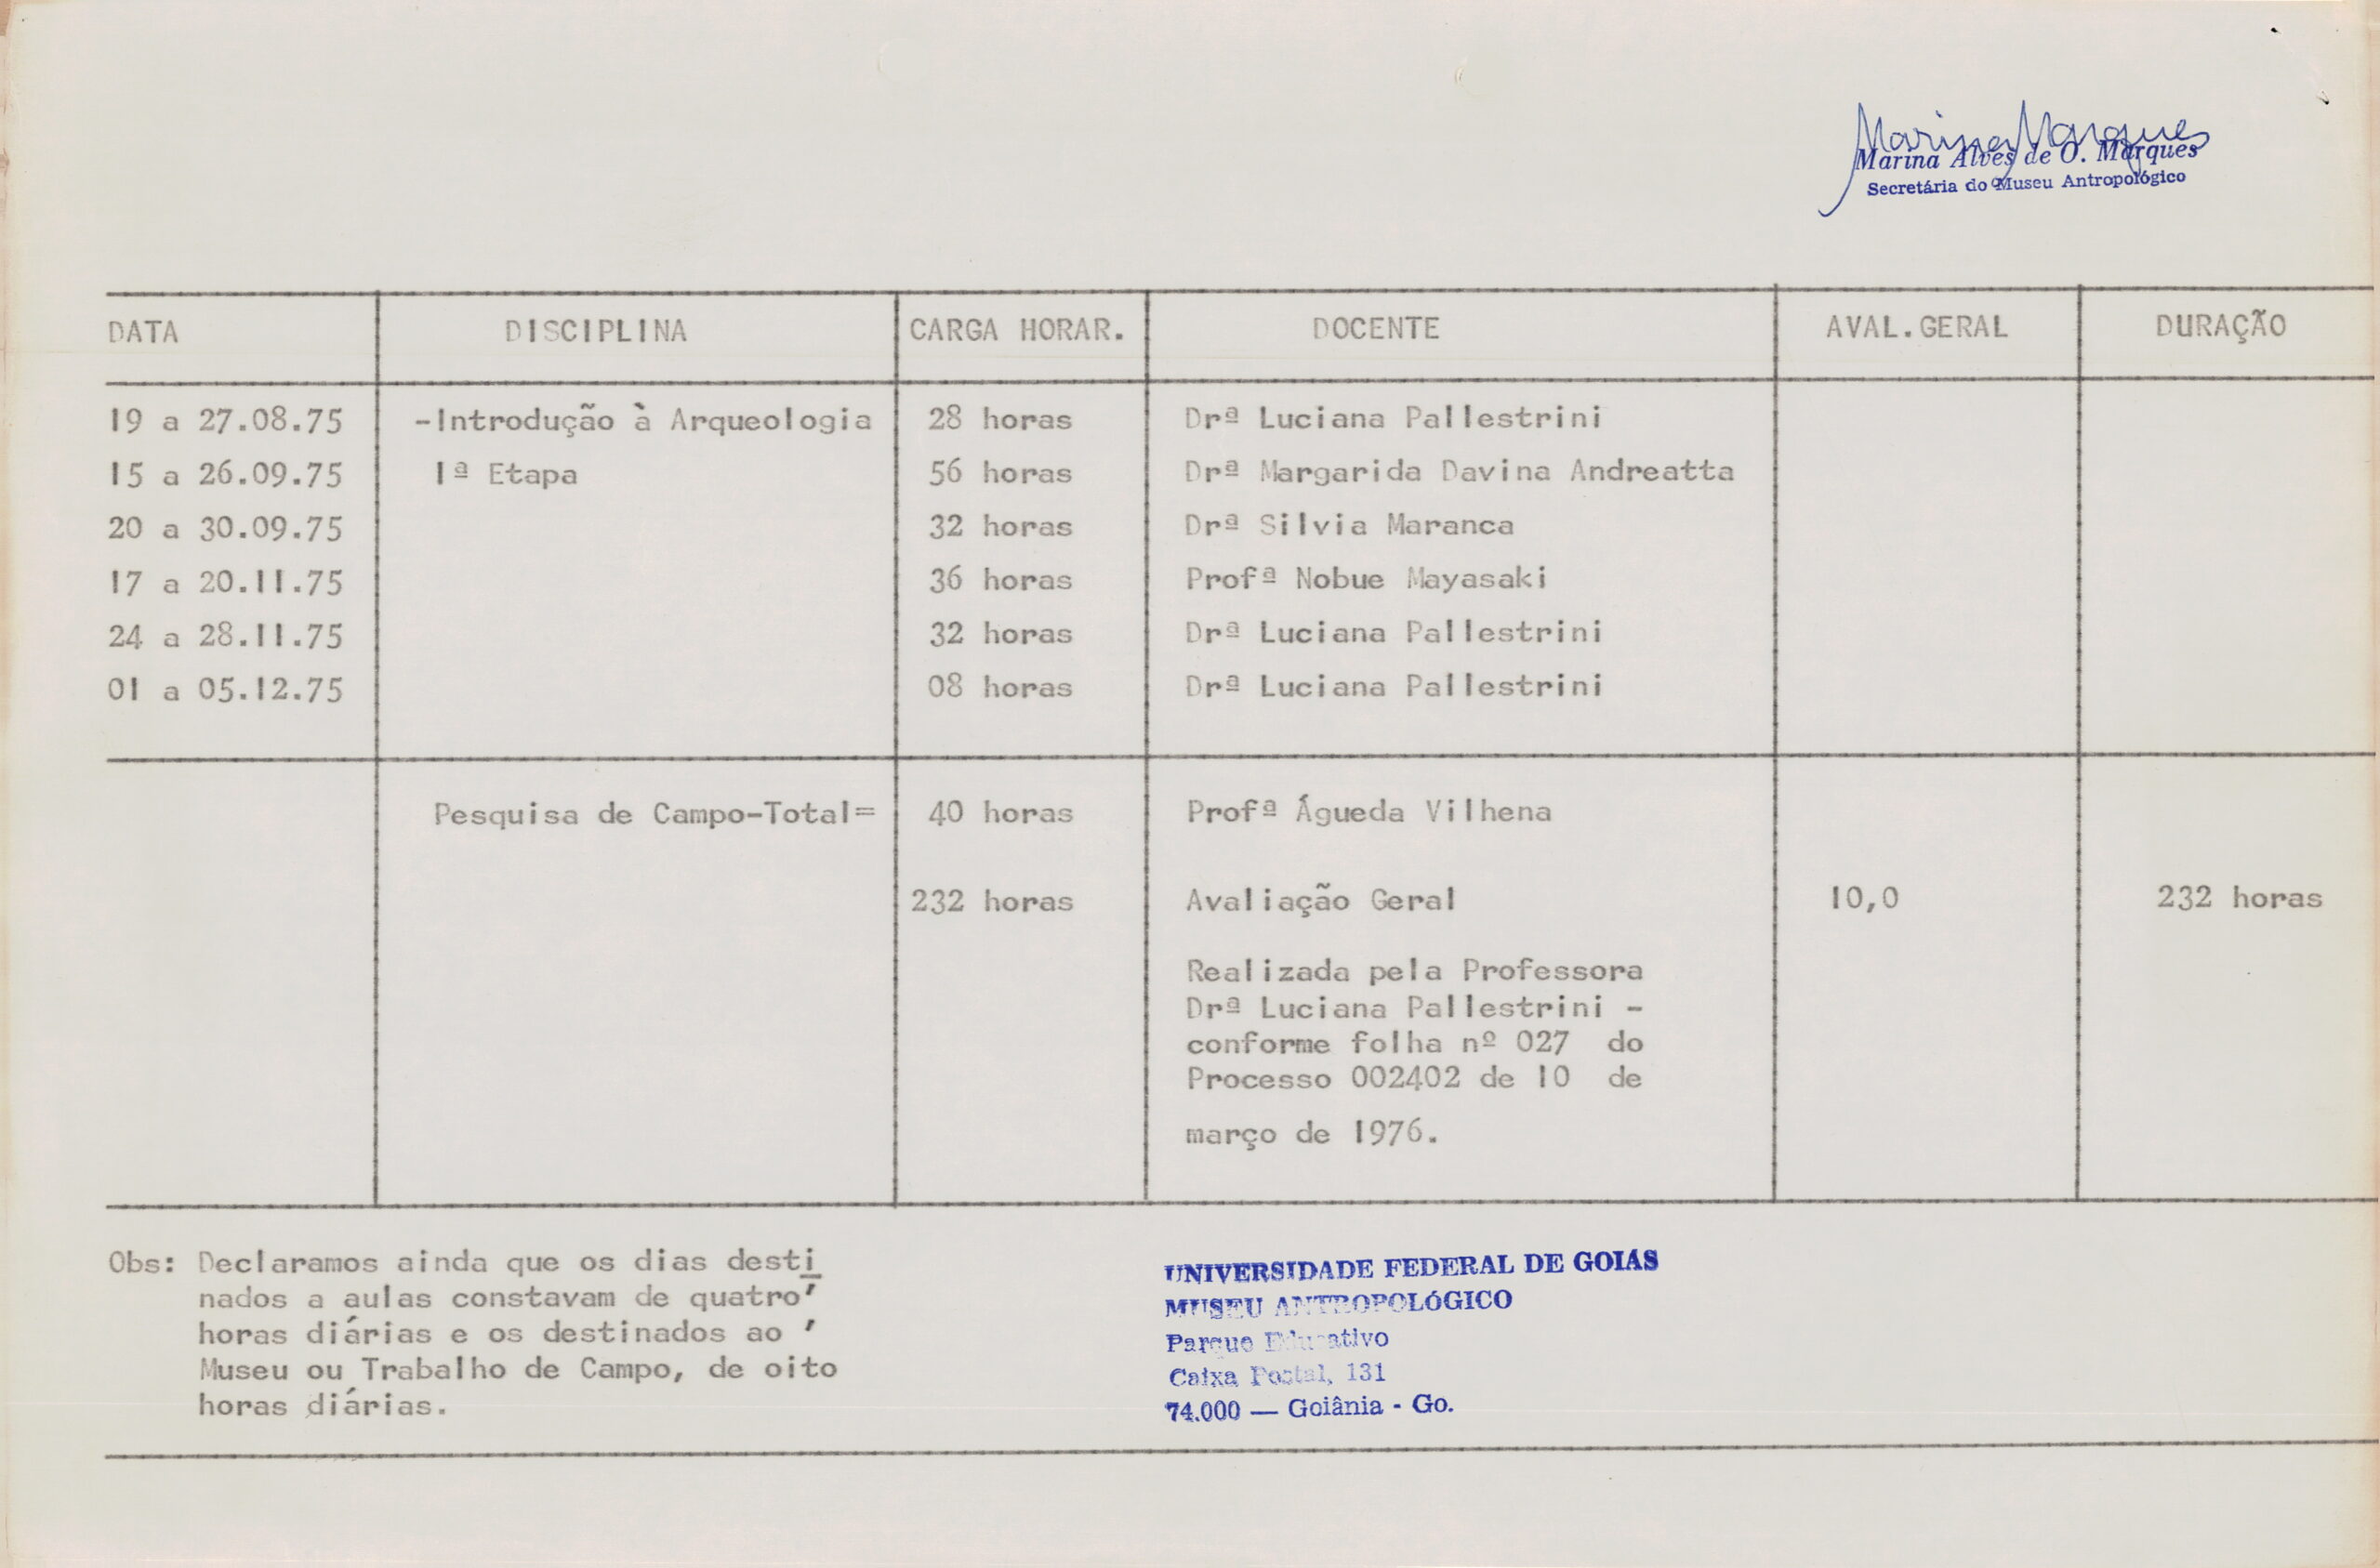 Marina Marques
Marina Alves de O. Marques
Secretária do Museu Antropológico
DATA DISCIPLINA CARGA HORAR. DOCENTE AVAL.GERAL DURAÇÃO
19 a 27.08.75 -Introdução à Arqueologia 28 horas Drª Luciana Pallestrini
15 a 26.09.75 1ª Etapa 56 horas Drª Margarida Davina Andreatta
20 a 30.09.75 32 horas Drª Silvia Maranca
17 a 20.11.75 36 horas Profª Nobue Mayasaki
24 a 28.11.75 32 horas Drª Luciana Pallestrini
01 a 05.12.75 08 horas Drª Luciana Pallestrini
Pesquisa de Campo-Total= 40 horas Profª Águeda Vilhena
232 horas Avaliação Geral 10,0 232 horas
Realizada pela Professora
Drª Luciana Pallestrini -
conforme folha nº 027 do
Processo 002402 de 10 de
março de 1976.
Obs: Declaramos ainda que os dias desti
nados a aulas constavam de quatro'
horas diárias e os destinados ao '
Museu ou Trabalho de Campo, de oito
horas diárias.
UNIVERSIDADE FEDERAL DE GOIÁS
MUSEU ANTROPOLÓGICO
Parque Educativo
Caixa Postal, 131
74.000 — Goiânia - Go.